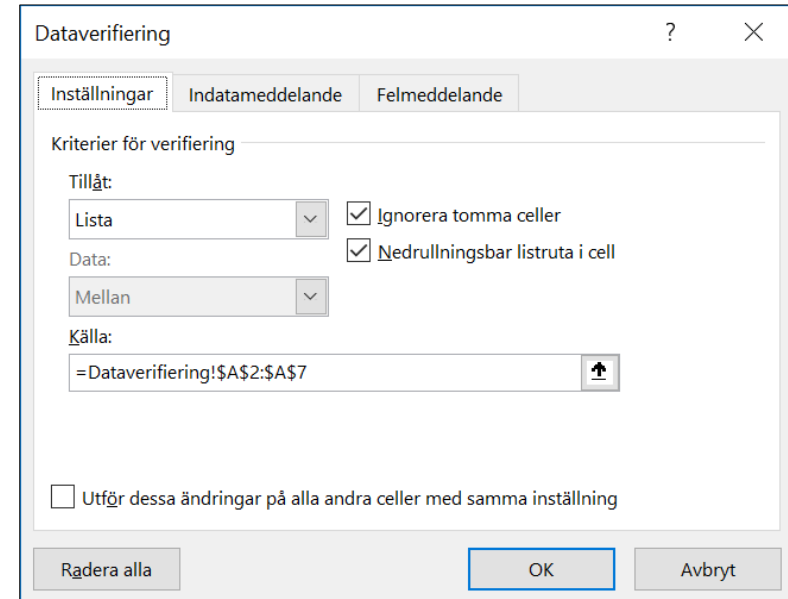 Dataverifiering ?
Inställningar Indatameddelande Felmeddelande
Kriterier för verifiering
Tillåt:
Lista Ignorera tomma celler
Nedrullningsbar listruta i cell
Data:
Mellan
Källa:
=Dataverifiering!$A$2:$A$7
Utför dessa ändringar på alla andra celler med samma inställning
Radera alla OK Avbryt